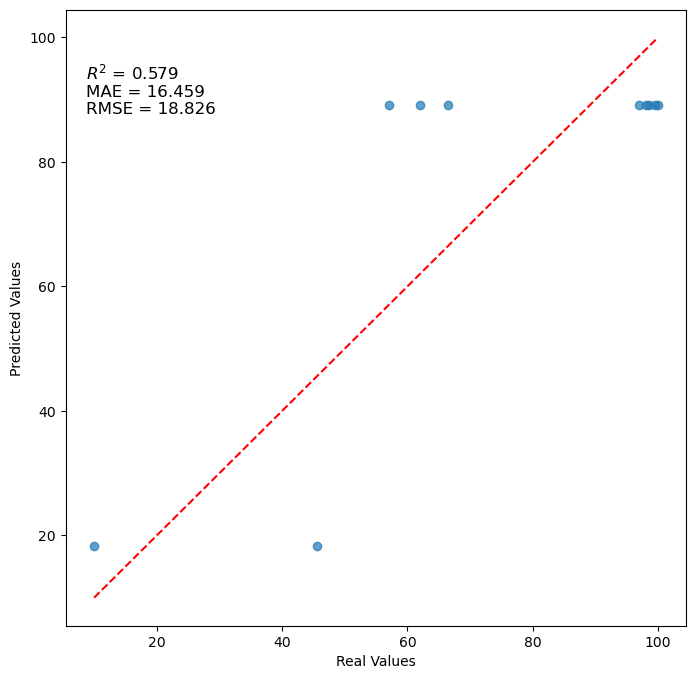 100
80
60
40
20
R² = 0.579
MAE = 16.459
RMSE = 18.826
Predicted Values
20 40 60 80 100
Real Values